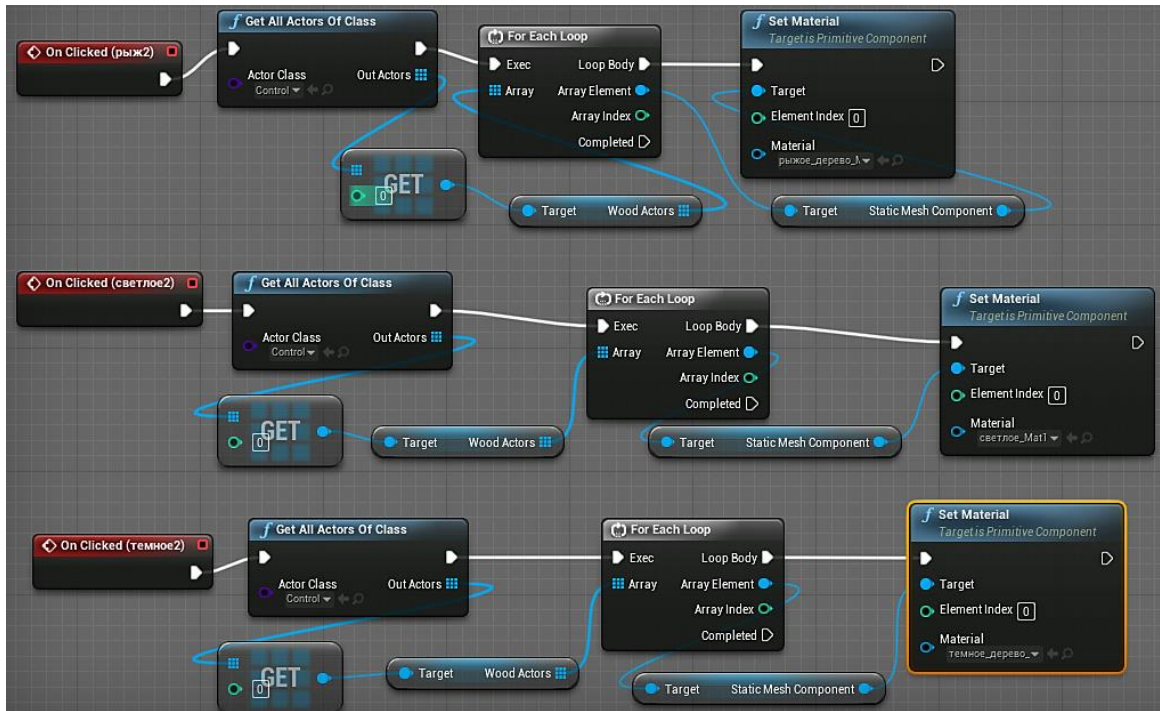 On Clicked (рыж2)
Get All Actors Of Class
Actor Class
Control
Out Actors
For Each Loop
Exec
Loop Body
Array
Array Element
Array Index
Completed
Set Material
Target is Primitive Component
Target
Element Index 0
Material
рыжое_дерево_М
GET
0
Target Wood Actors
Target Static Mesh Component
On Clicked (светлое2)
Get All Actors Of Class
Actor Class
Control
Out Actors
For Each Loop
Exec
Loop Body
Array
Array Element
Array Index
Completed
Set Material
Target is Primitive Component
Target
Element Index 0
Material
светлое_Mat1
GET
0
Target Wood Actors
Target Static Mesh Component
On Clicked (темное2)
Get All Actors Of Class
Actor Class
Control
Out Actors
For Each Loop
Exec
Loop Body
Array
Array Element
Array Index
Completed
Set Material
Target is Primitive Component
Target
Element Index 0
Material
темное_дерево_
GET
0
Target Wood Actors
Target Static Mesh Component